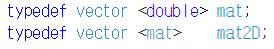 typedef vector <double> mat;
typedef vector <mat>    mat2D;